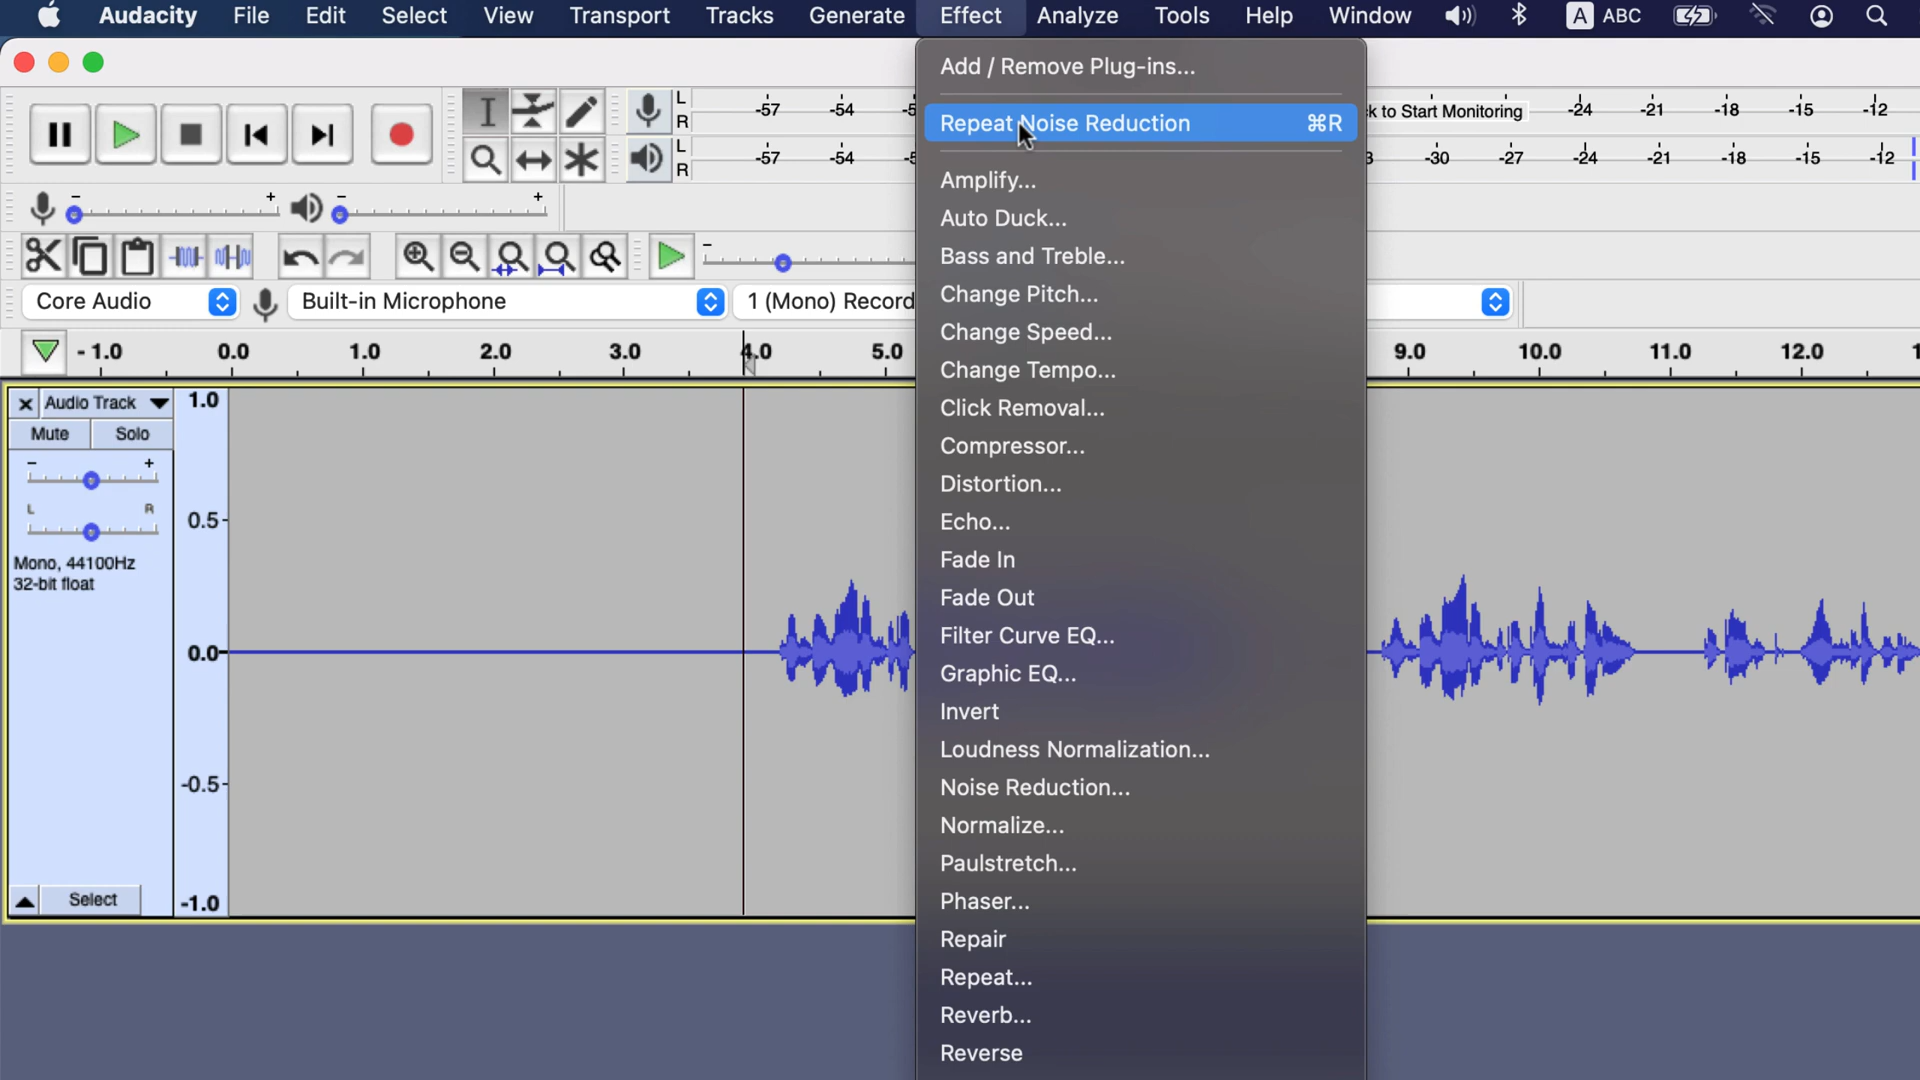 Audacity File Edit Select View Transport Tracks Generate Effect Analyze Tools Help Window A ABC
Add / Remove Plug-ins...
Repeat Noise Reduction ⌘R
L
R
-57 -54
ck to Start Monitoring
-24 -21 -18 -15 -12
L
R
-57 -54
-30 -27 -24 -21 -18 -15 -12
- + - +
-
Core Audio
Built-in Microphone
1 (Mono) Record
-1.0 0.0 1.0 2.0 3.0 4.0 5.0 9.0 10.0 11.0 12.0
Audio Track
Mute Solo
- +
L R
Mono, 44100Hz
32-bit float
Select
1.0
0.5
0.0
-0.5
-1.0
Amplify...
Auto Duck...
Bass and Treble...
Change Pitch...
Change Speed...
Change Tempo...
Click Removal...
Compressor...
Distortion...
Echo...
Fade In
Fade Out
Filter Curve EQ...
Graphic EQ...
Invert
Loudness Normalization...
Noise Reduction...
Normalize...
Paulstretch...
Phaser...
Repair
Repeat...
Reverb...
Reverse